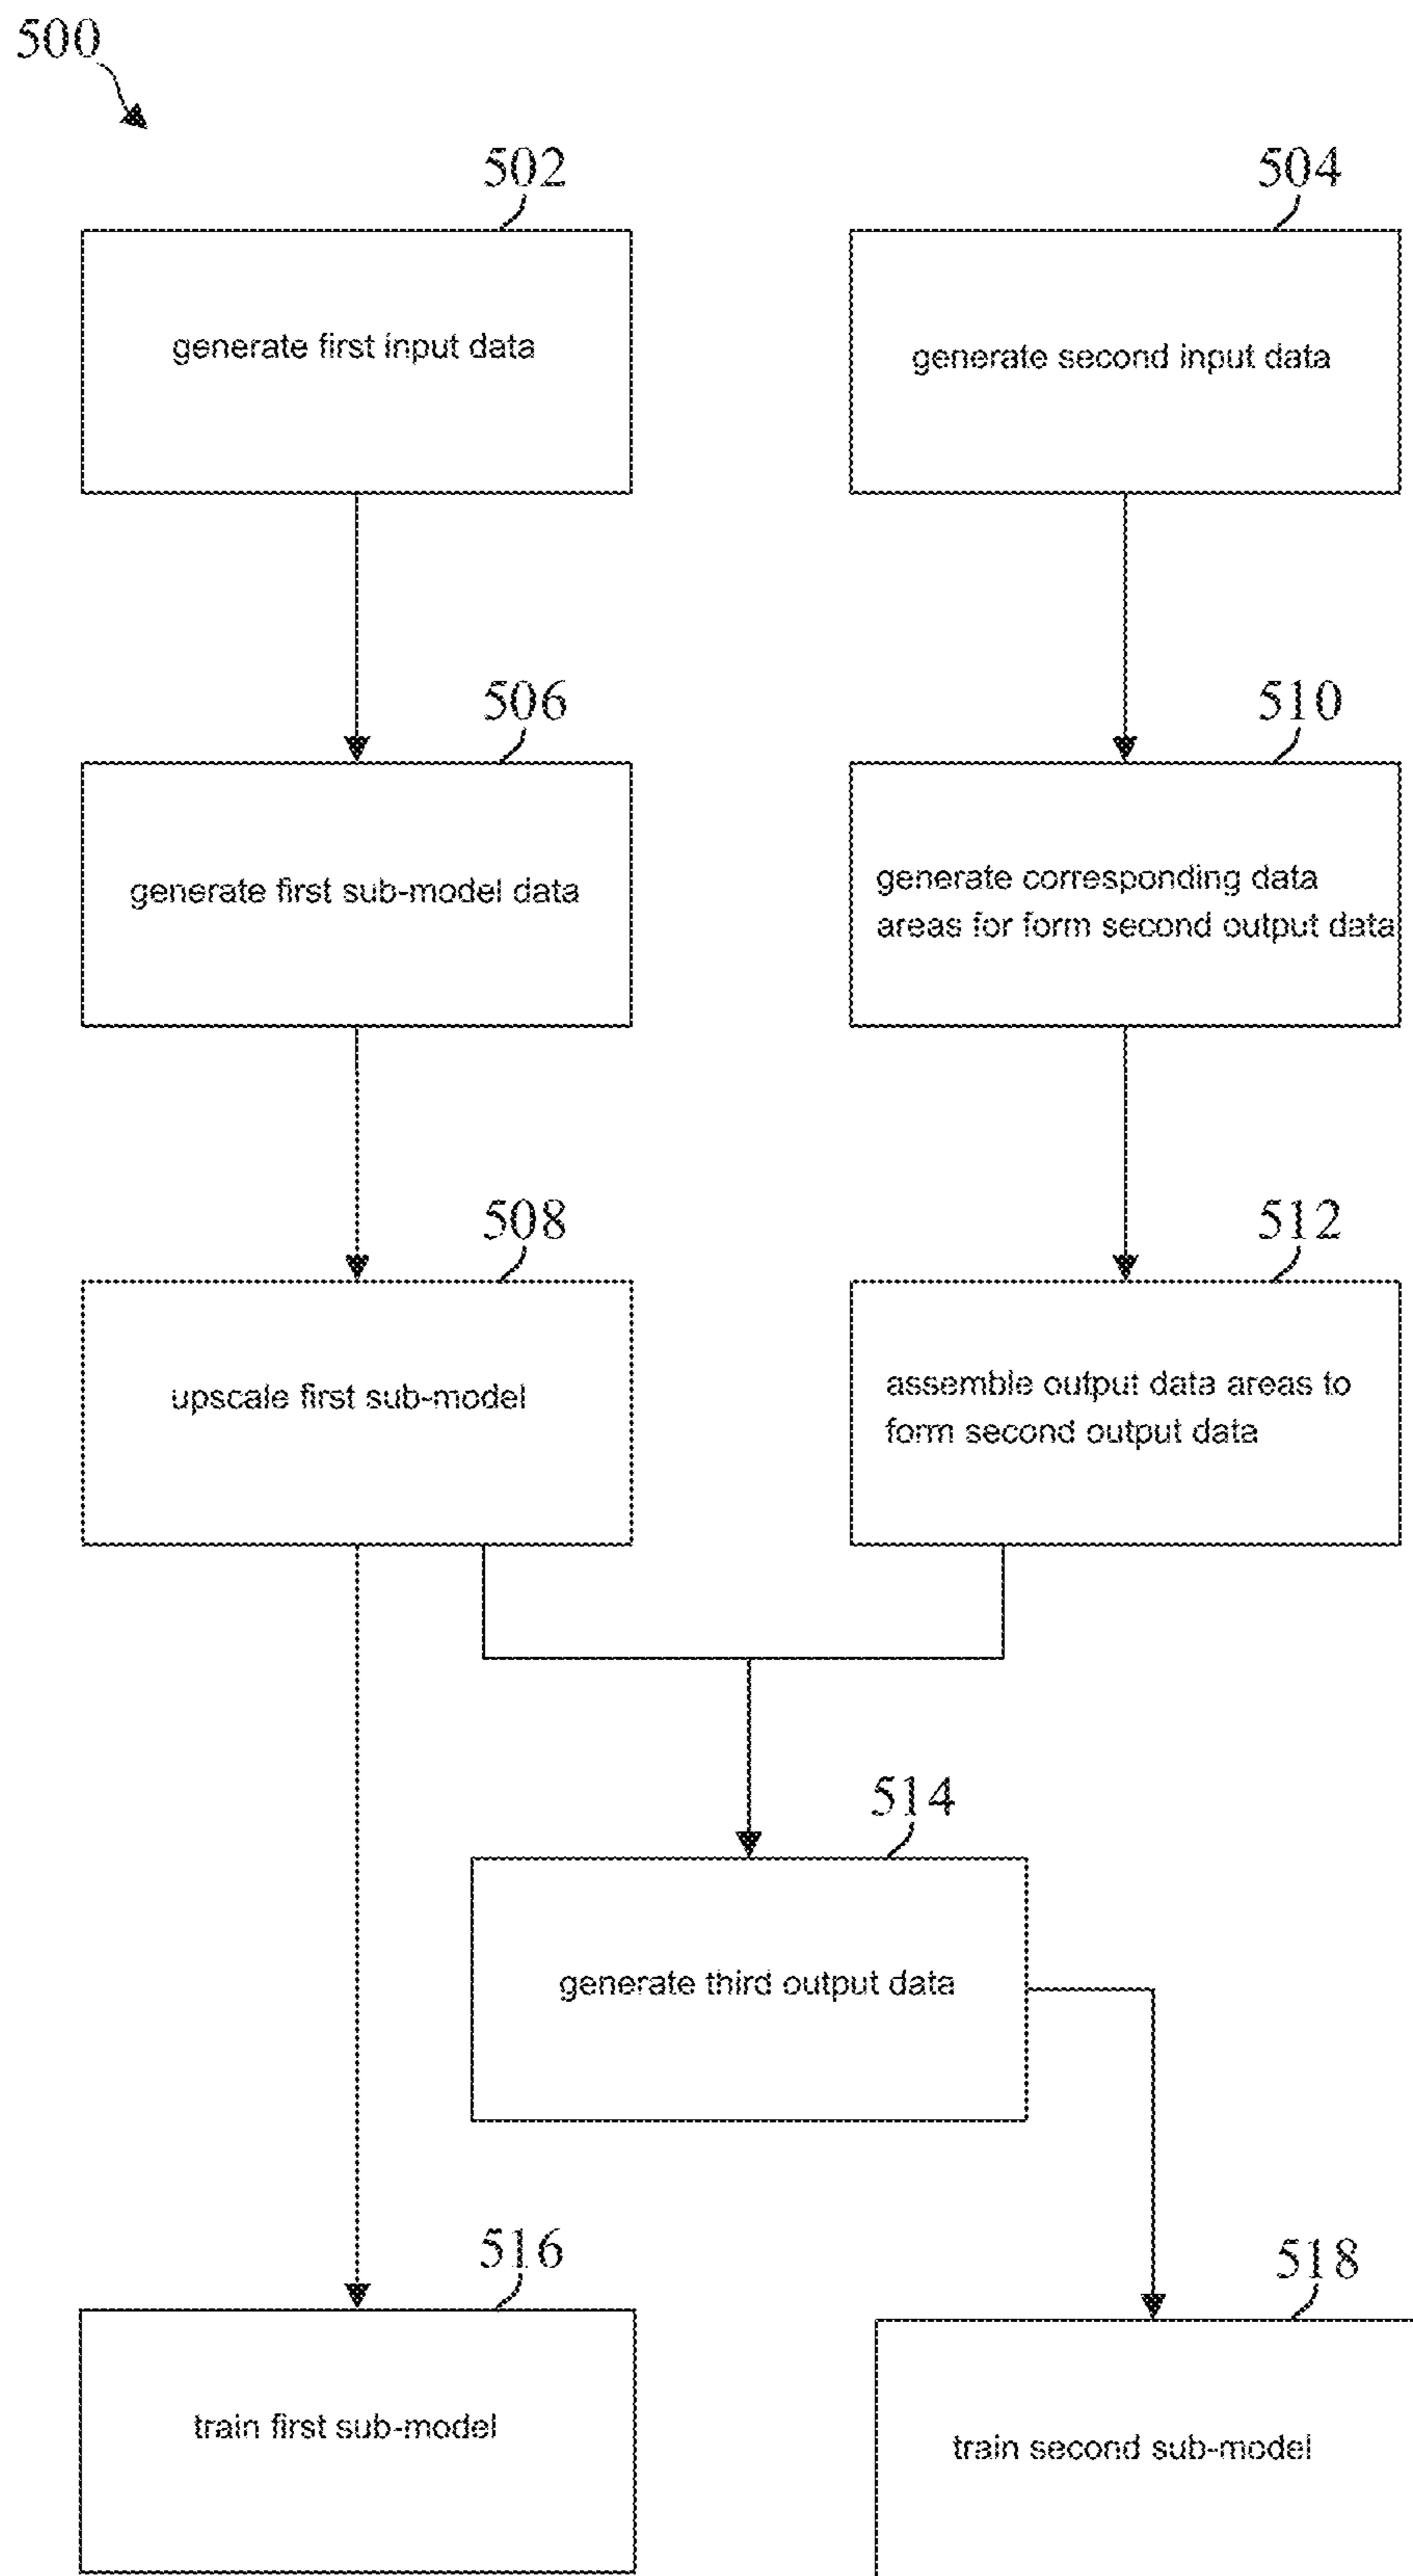 500
502
504
generate first input data
generate second input data
506
510
generate first sub-model data
generate corresponding data
areas for form second output data
508
512
upscale first sub-model
assemble output data areas to
form second output data
514
generate third output data
516
518
train first sub-model
train second sub-model